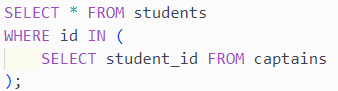 SELECT * FROM students
WHERE id IN (
    SELECT student_id FROM captains
);